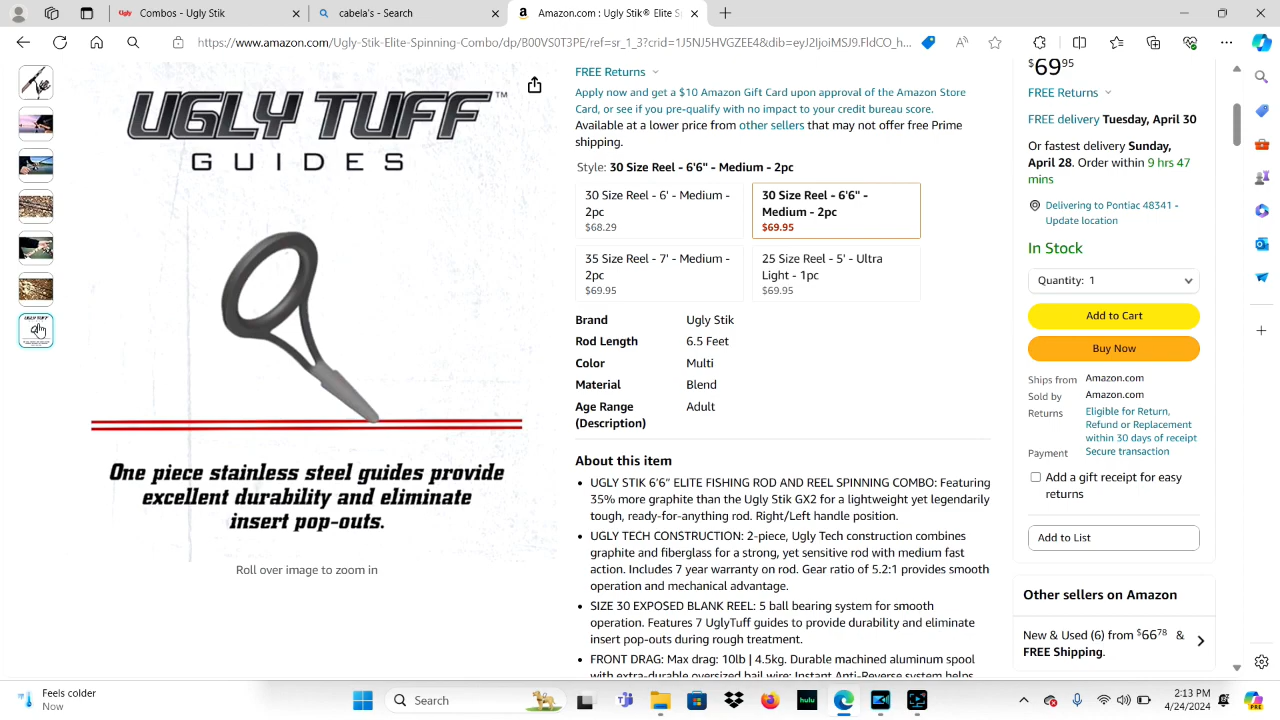 Combos - Ugly Stik
cabela's - Search
Amazon.com : Ugly Stik® Elite S
https://www.amazon.com/Ugly-Stik-Elite-Spinning-Combo/dp/B00VS0T3PE/ref=sr_1_3?crid=1J5NJ5HVGZEE4&dib=eyJ2IjoiMSJ9.FldCO_h...
UGLY TUFF™
GUIDES
One piece stainless steel guides provide
excellent durability and eliminate
insert pop-outs.
Roll over image to zoom in
FREE Returns
Apply now and get a $10 Amazon Gift Card upon approval of the Amazon Store
Card, or see if you pre-qualify with no impact to your credit bureau score.
Available at a lower price from other sellers that may not offer free Prime
shipping.
Style: 30 Size Reel - 6'6" - Medium - 2pc
30 Size Reel - 6' - Medium -
2pc
$68.29
30 Size Reel - 6'6" -
Medium - 2pc
$69.95
35 Size Reel - 7' - Medium -
2pc
$69.95
25 Size Reel - 5' - Ultra
Light - 1pc
$69.95
Brand Ugly Stik
Rod Length 6.5 Feet
Color Multi
Material Blend
Age Range Adult
(Description)
About this item
• UGLY STIK 6'6” ELITE FISHING ROD AND REEL SPINNING COMBO: Featuring
35% more graphite than the Ugly Stik GX2 for a lightweight yet legendarily
tough, ready-for-anything rod. Right/Left handle position.
• UGLY TECH CONSTRUCTION: 2-piece, Ugly Tech construction combines
graphite and fiberglass for a strong, yet sensitive rod with medium fast
action. Includes 7 year warranty on rod. Gear ratio of 5.2:1 provides smooth
operation and mechanical advantage.
• SIZE 30 EXPOSED BLANK REEL: 5 ball bearing system for smooth
operation. Features 7 UglyTuff guides to provide durability and eliminate
insert pop-outs during rough treatment.
• FRONT DRAG: Max drag: 10lb | 4.5kg. Durable machined aluminum spool
with extra-durable oversized bail wire; Instant Anti-Reverse system helps
$69 95
FREE Returns
FREE delivery Tuesday, April 30
Or fastest delivery Sunday,
April 28. Order within 9 hrs 47
mins
Delivering to Pontiac 48341 -
Update location
In Stock
Quantity: 1
Add to Cart
Buy Now
Ships from Amazon.com
Sold by Amazon.com
Returns Eligible for Return,
Refund or Replacement
within 30 days of receipt
Payment Secure transaction
Add a gift receipt for easy
returns
Add to List
Other sellers on Amazon
New & Used (6) from $66 78 &
FREE Shipping.
Feels colder
Now
Search
hulu
2:13 PM
4/24/2024
PRE